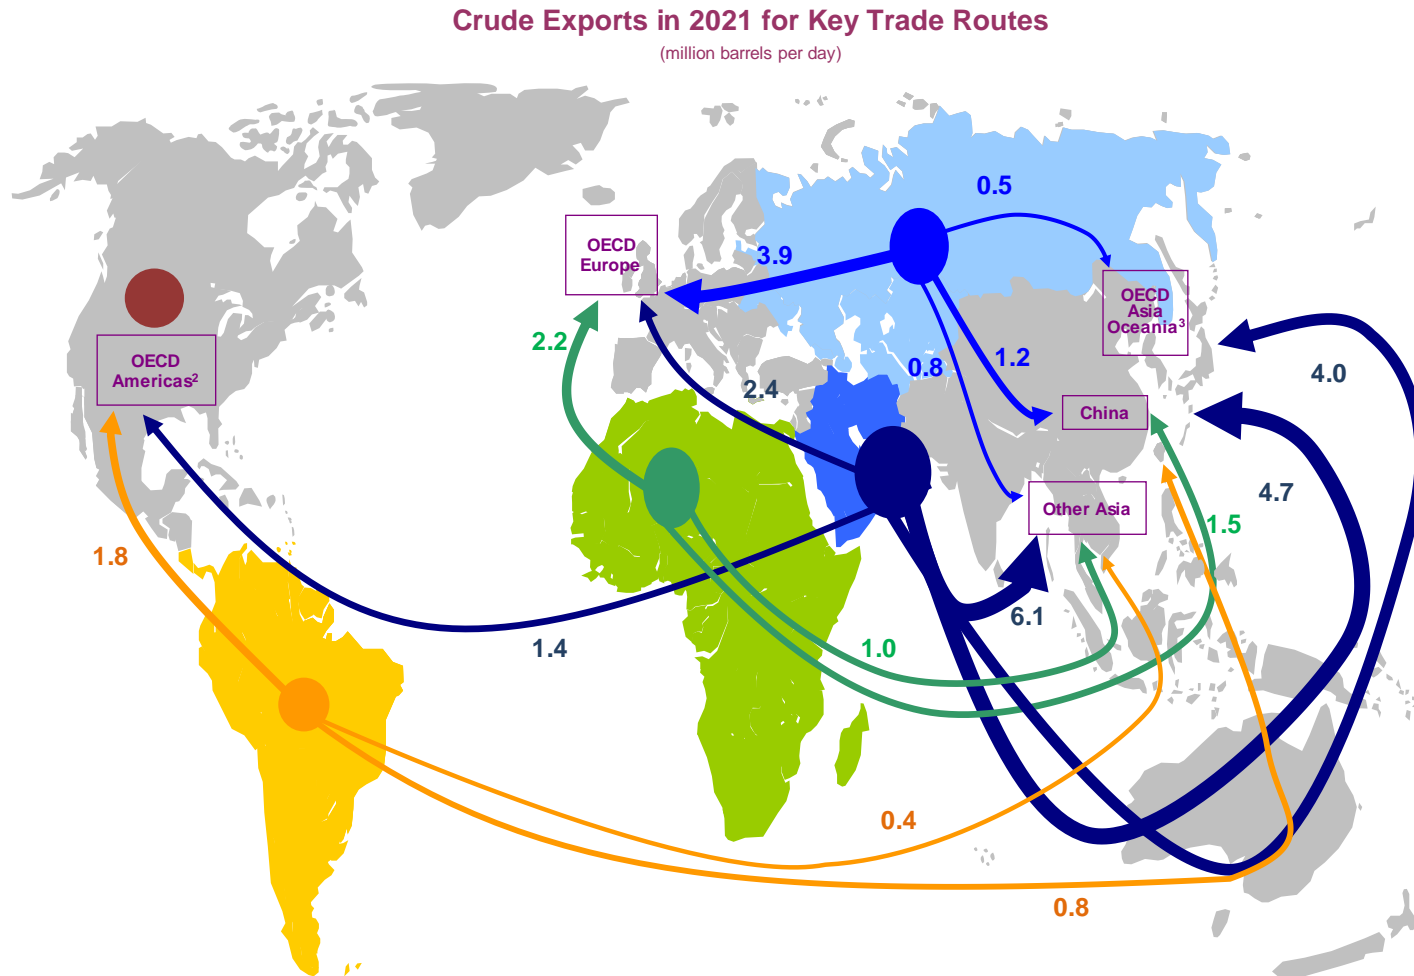 Crude Exports in 2021 for Key Trade Routes
(million barrels per day)
0.5
OECD
Europe
3.9
OECD
Asia
Oceania³
2.2
OECD
Americas²
0.8
1.2
4.0
2.4
China
4.7
Other Asia
1.5
1.8
6.1
1.4
1.0
0.4
0.8